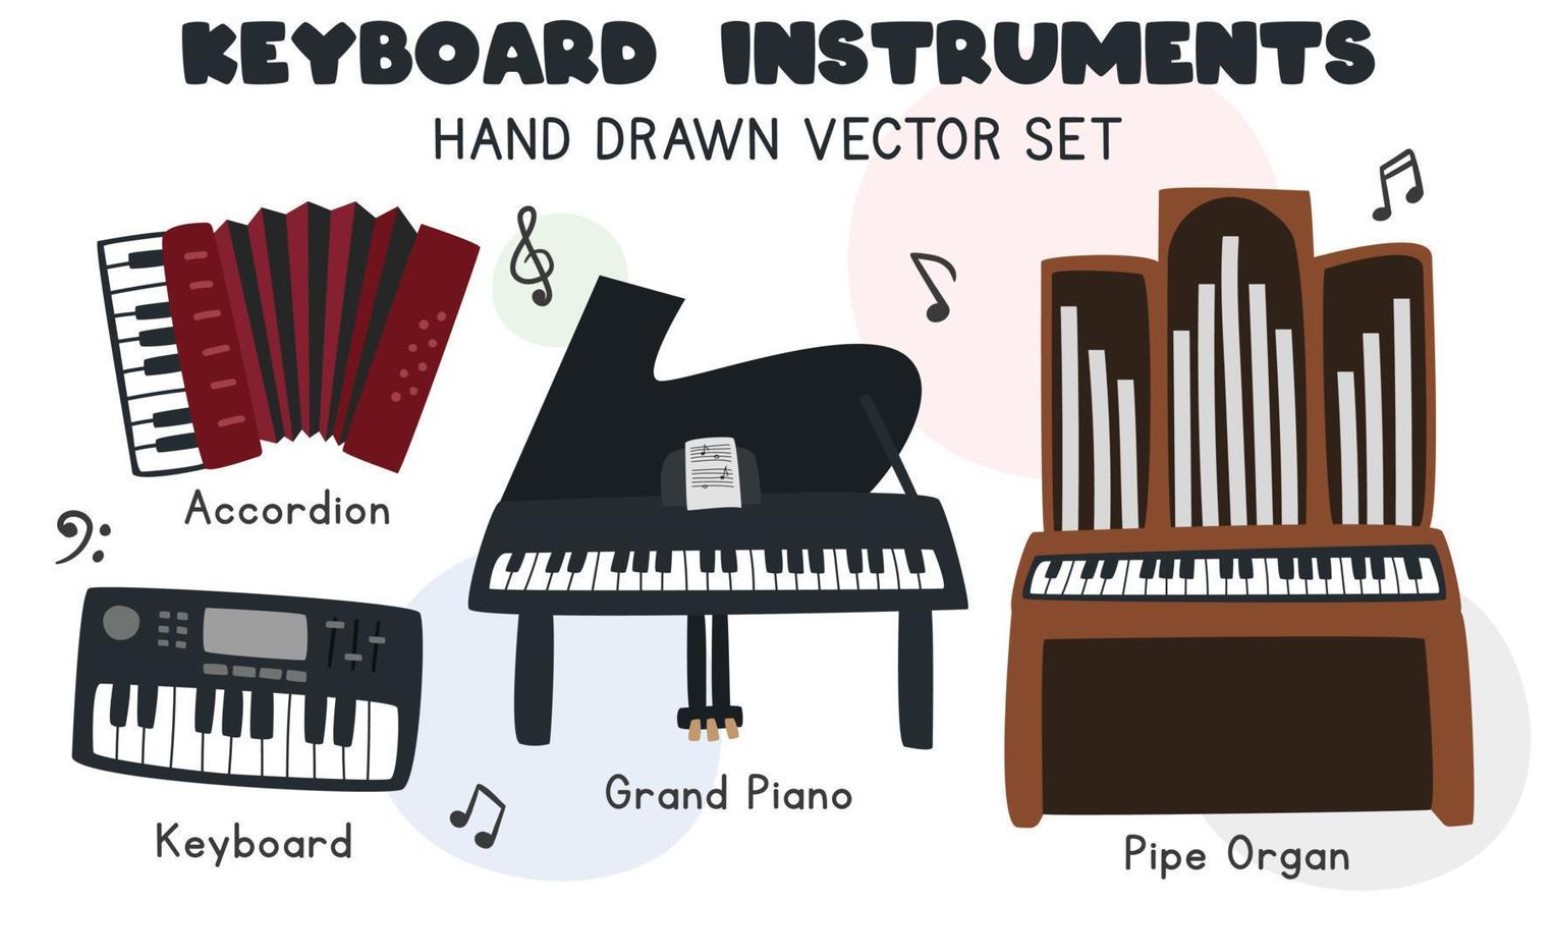 KEYBOARD INSTRUMENTS
HAND DRAWN VECTOR SET
Accordion
Keyboard
Grand Piano
Pipe Organ